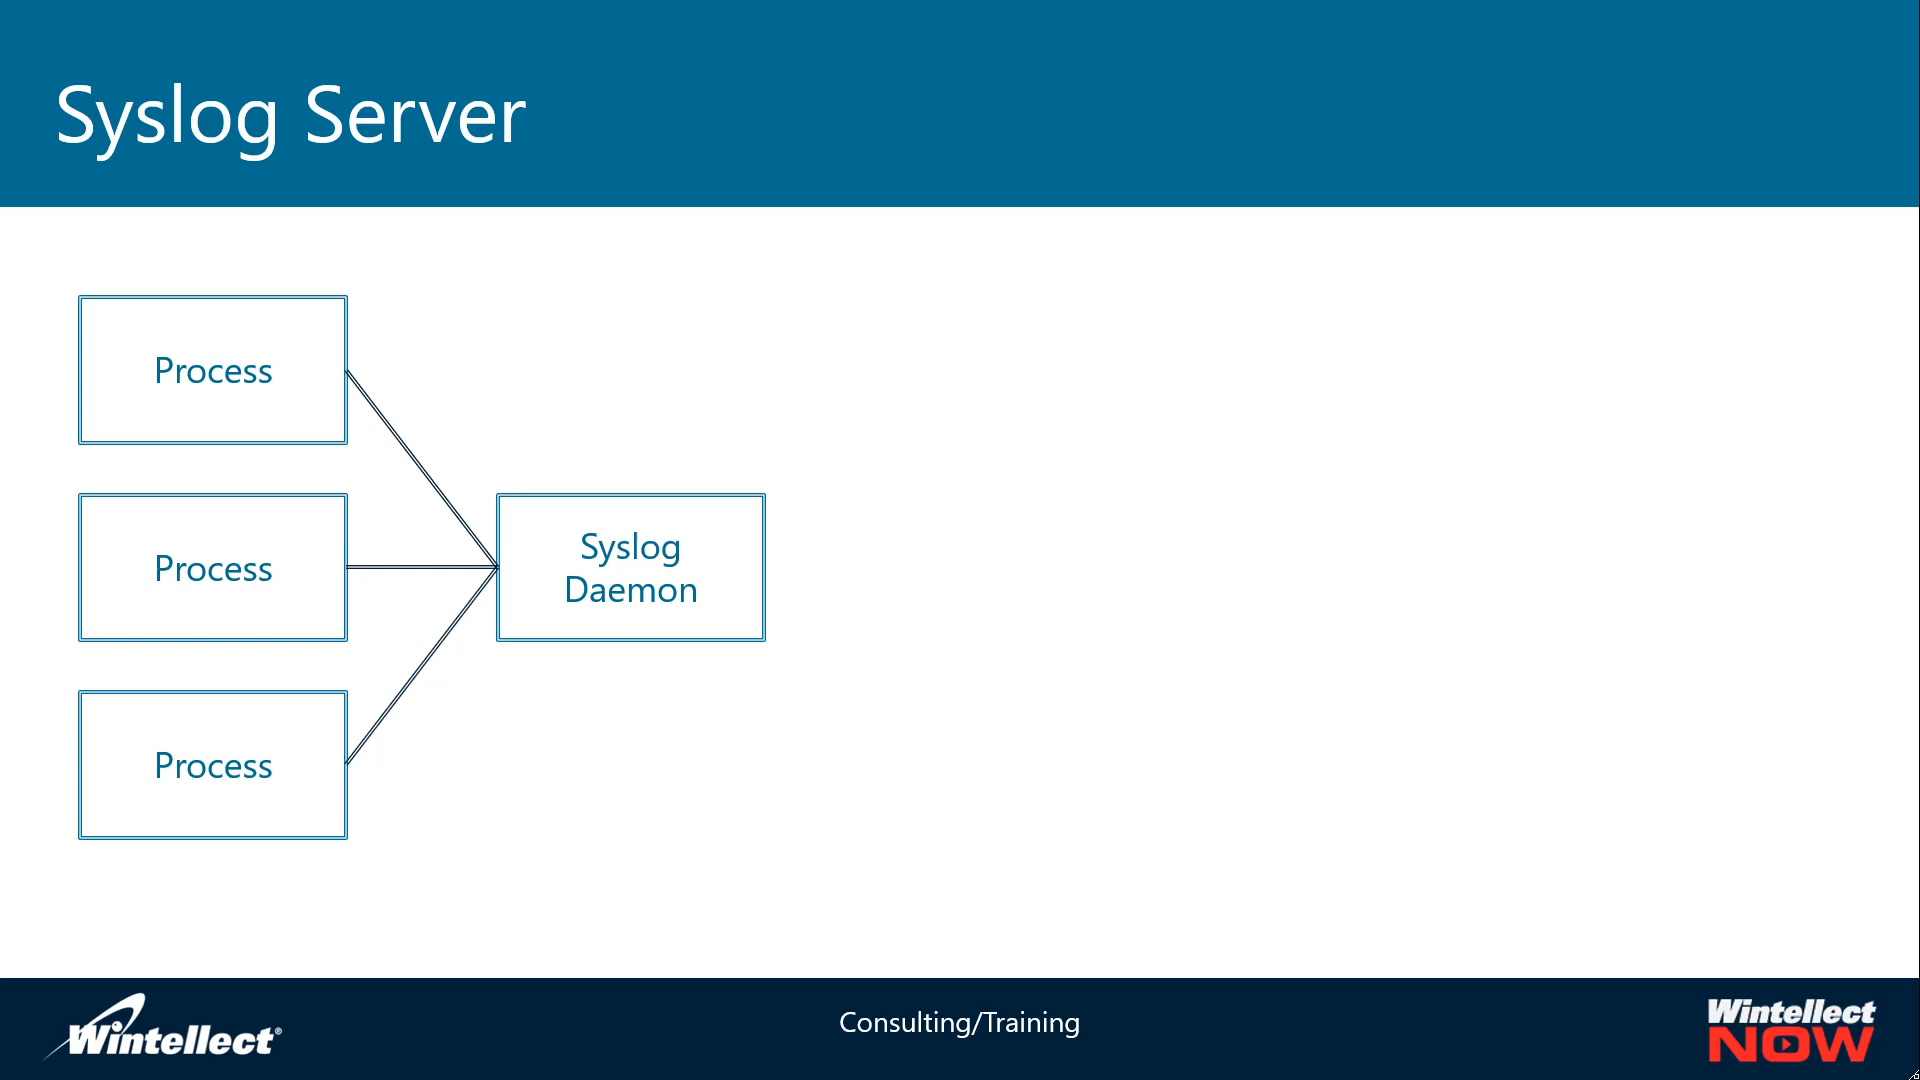 Syslog Server
Process
Process
Syslog
Daemon
Process
Wintellect®
Consulting/Training
Wintellect
NOW